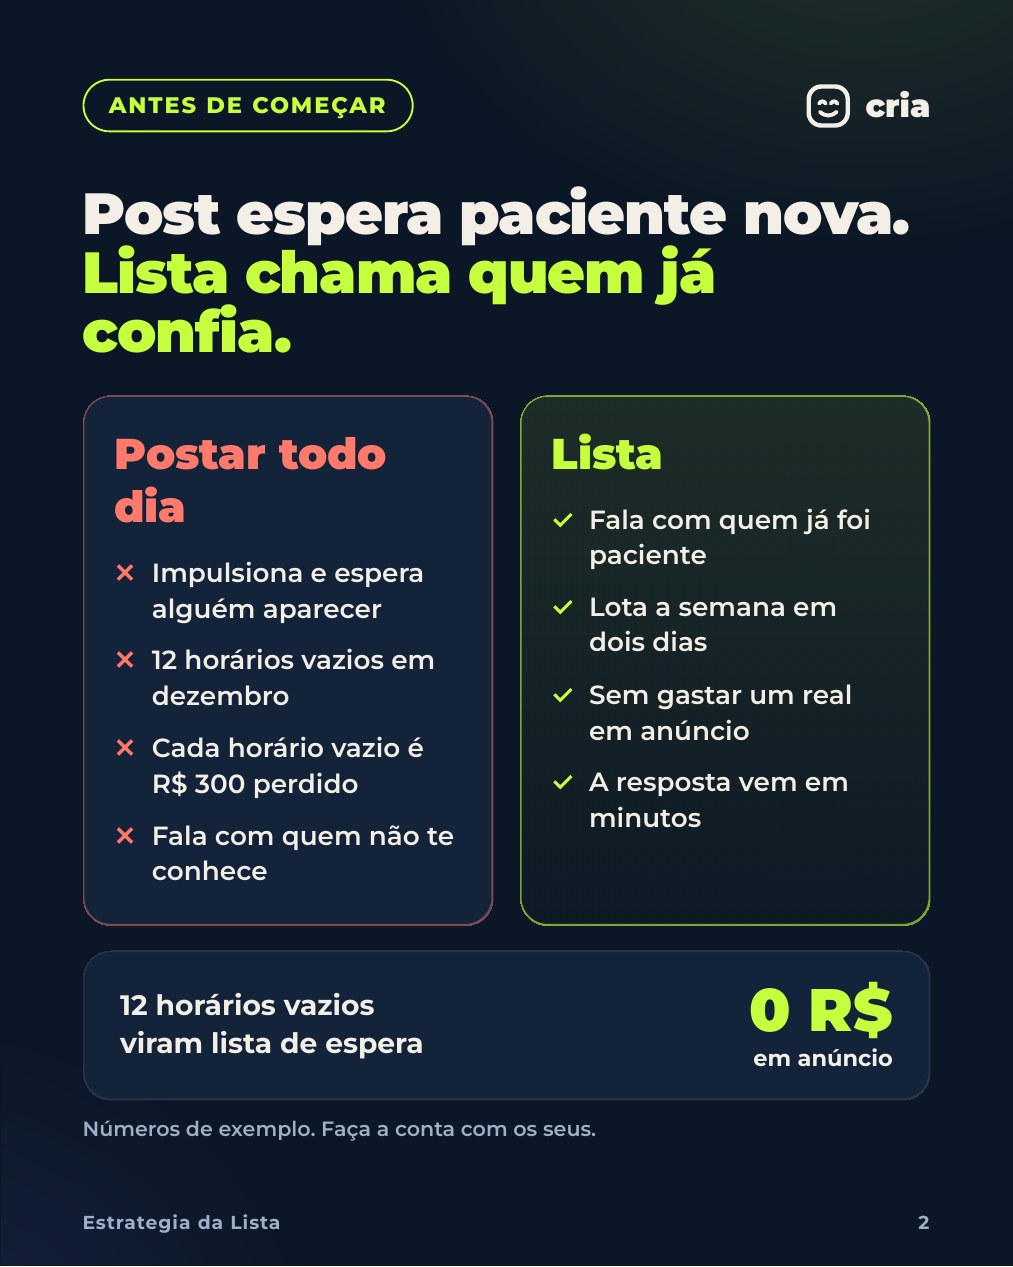 ANTES DE COMEÇAR
cria
Post espera paciente nova.
Lista chama quem já
confia.
Postar todo
dia
Impulsiona e espera
alguém aparecer
12 horários vazios em
dezembro
Cada horário vazio é
R$ 300 perdido
Fala com quem não te
conhece
Lista
Fala com quem já foi
paciente
Lota a semana em
dois dias
Sem gastar um real
em anúncio
A resposta vem em
minutos
12 horários vazios
viram lista de espera
0 R$
em anúncio
Números de exemplo. Faça a conta com os seus.
Estrategia da Lista
2